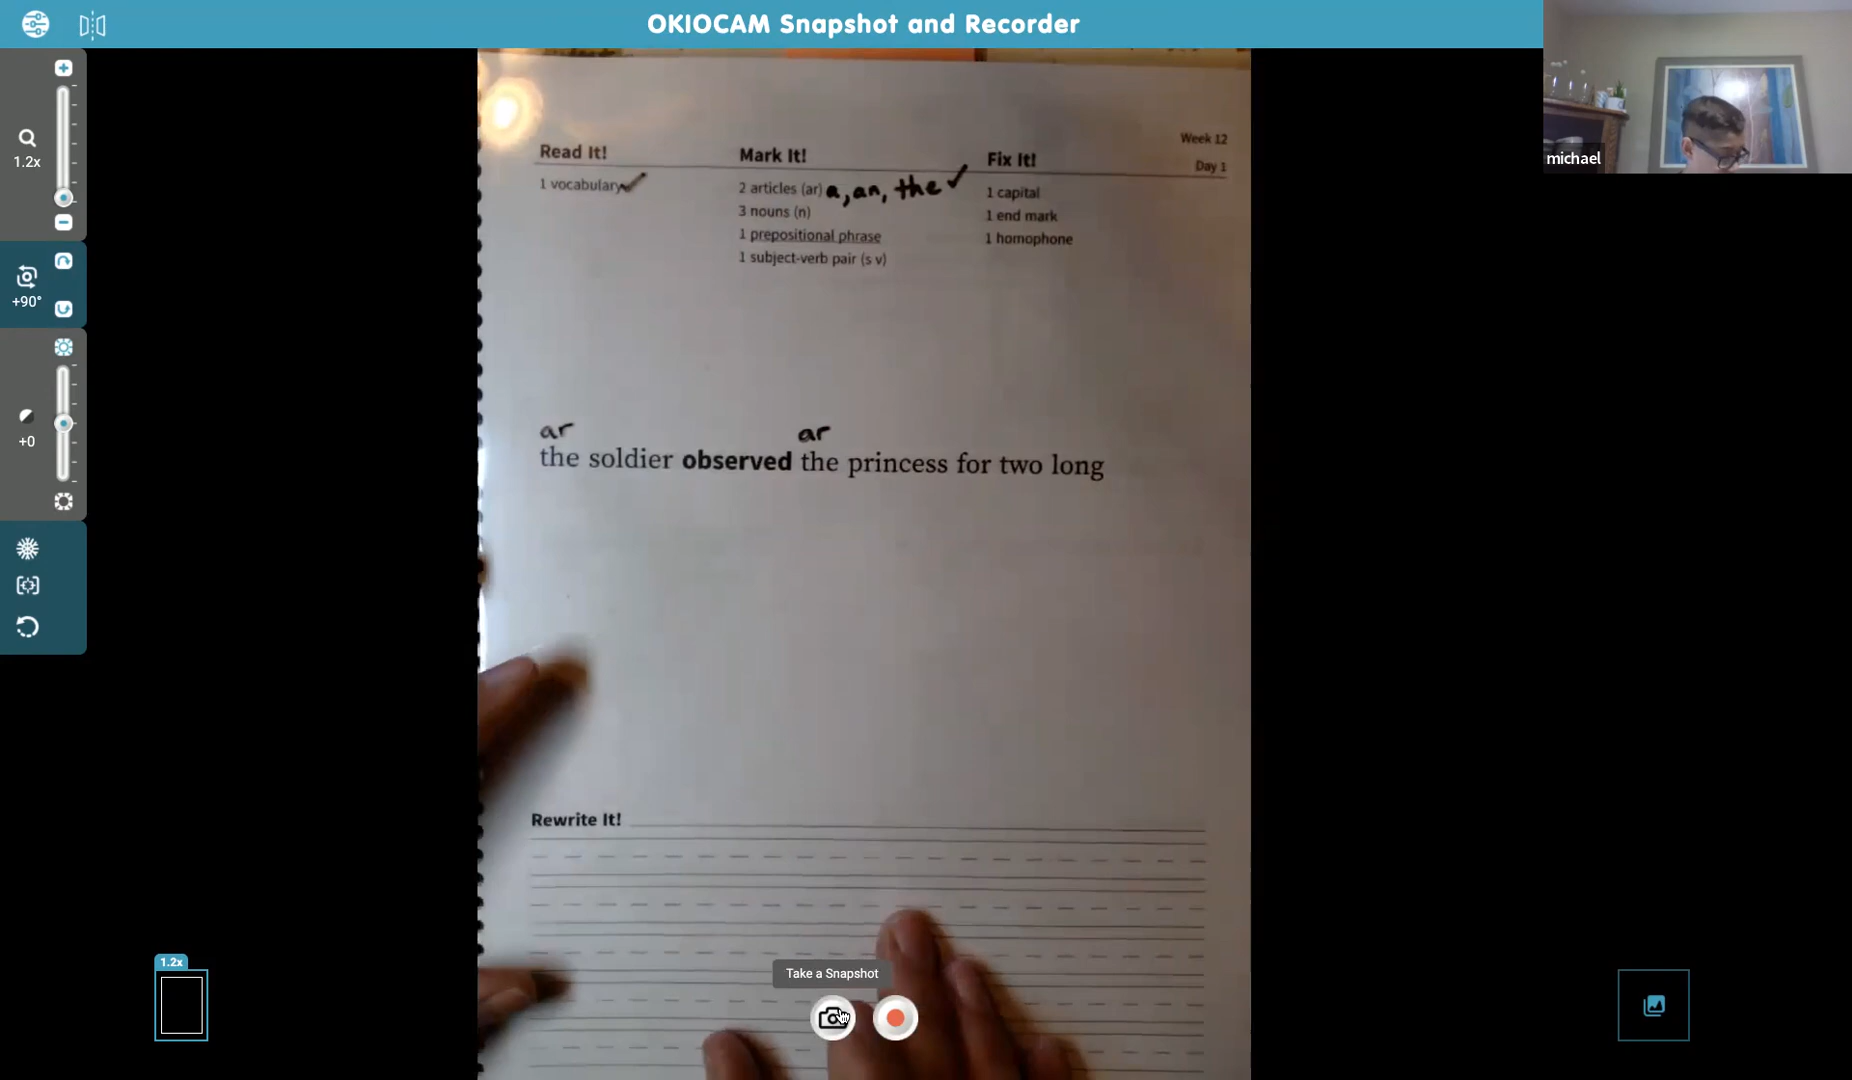 OKIOCAM Snapshot and Recorder
1.2x
+90°
+0
michael
Week 12
Day 1
Read It!
1 vocabulary ✓
Mark It!
2 articles (ar) a, an, the ✓
3 nouns (n)
1 prepositional phrase
1 subject-verb pair (s v)
Fix It!
1 capital
1 end mark
1 homophone
ar ar
the soldier observed the princess for two long
Rewrite It!
1.2x
Take a Snapshot